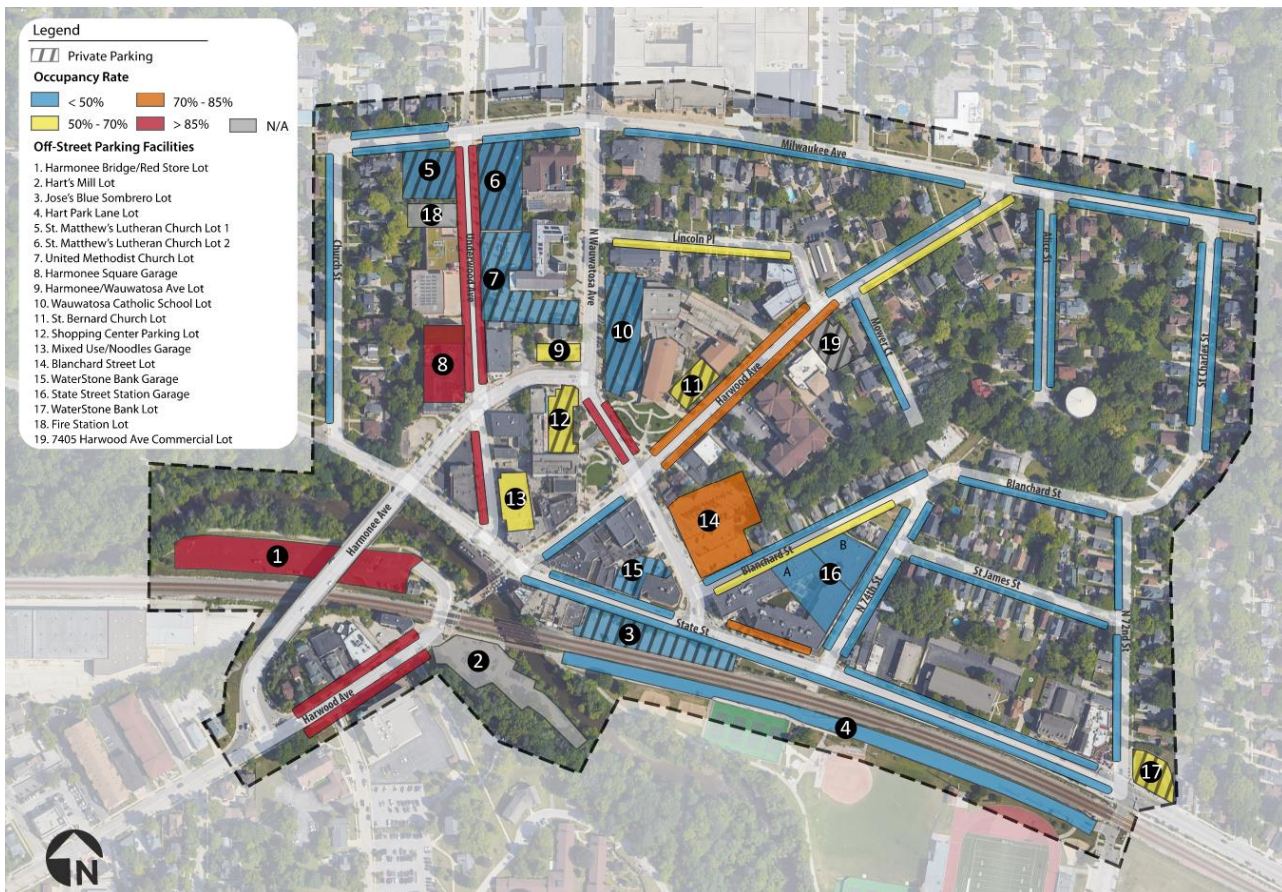 Legend
Private Parking
Occupancy Rate
< 50%
70% - 85%
50% - 70%
> 85%
N/A
Off-Street Parking Facilities
1. Harmonee Bridge/Red Store Lot
2. Hart's Mill Lot
3. Jose's Blue Sombrero Lot
4. Hart Park Lane Lot
5. St. Matthew's Lutheran Church Lot 1
6. St. Matthew's Lutheran Church Lot 2
7. United Methodist Church Lot
8. Harmonee Square Garage
9. Harmonee/Wauwatosa Ave Lot
10. Wauwatosa Catholic School Lot
11. St. Bernard Church Lot
12. Shopping Center Parking Lot
13. Mixed Use/Noodles Garage
14. Blanchard Street Lot
15. WaterStone Bank Garage
16. State Street Station Garage
17. WaterStone Bank Lot
18. Fire Station Lot
19. 7405 Harwood Ave Commercial Lot
Milwaukee Ave
5
6
18
Church St
Underwood Ave
N Wauwatosa Ave
Lincoln Pl
Alice St
St Charles St
7
10
Mower Ct
19
9
8
11
Harwood Ave
12
13
14
Blanchard St
Harmonee Ave
1
Blanchard St
B
A
16
15
N 74th St
St James St
N 72nd St
3
State St
2
Harwood Ave
4
17
N